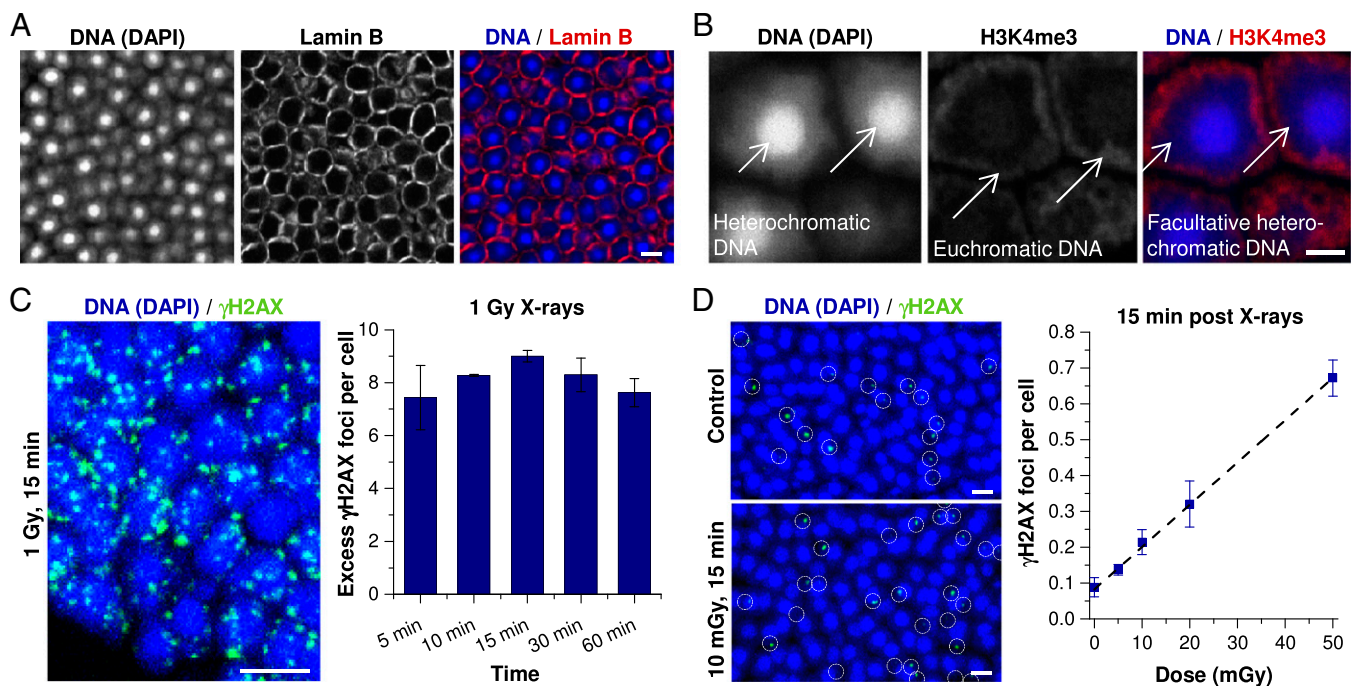 A
DNA (DAPI)
Lamin B
DNA / Lamin B
B
DNA (DAPI)
H3K4me3
DNA / H3K4me3
Heterochromatic
DNA
Euchromatic DNA
Facultative hetero-
chromatic DNA
C
DNA (DAPI) / γH2AX
1 Gy, 15 min
1 Gy X-rays
Excess γH2AX foci per cell
10
8
6
4
2
0
5 min
10 min
15 min
30 min
60 min
Time
D
DNA (DAPI) / γH2AX
Control
10 mGy, 15 min
15 min post X-rays
γH2AX foci per cell
0.8
0.7
0.6
0.5
0.4
0.3
0.2
0.1
0.0
0
10
20
30
40
50
Dose (mGy)